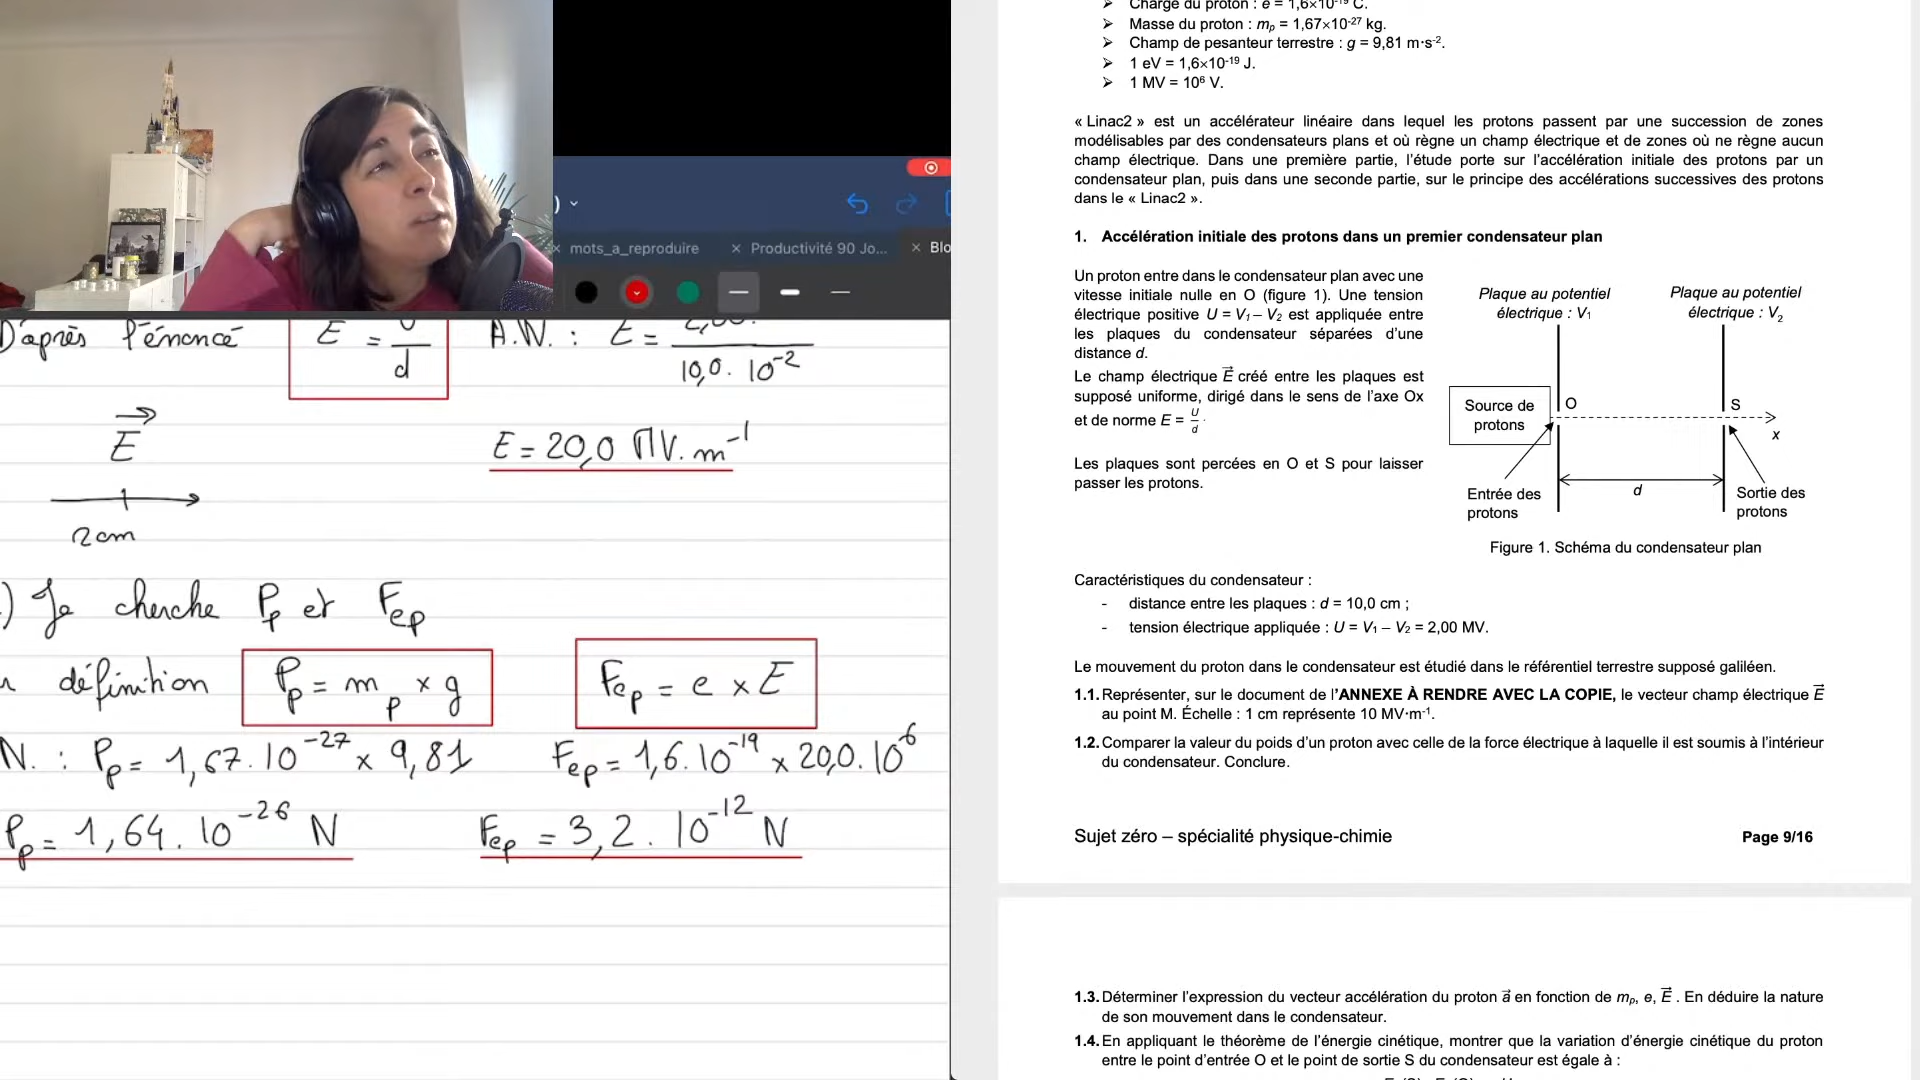 )
mots_a_reproduire
Productivité 90 Jo...
Blo
D'après l'énoncé E = U/d A.N. : E = 2,00. / 10,0. 10⁻²
E
E = 20,0 MV. m⁻¹
2cm
) Je cherche Pp et Fep
définition Pp = mp × g Fep = e × E
N. : Pp = 1,67. 10⁻²⁷ × 9,81 Fep = 1,6. 10⁻¹⁹ × 20,0. 10⁶
Pp = 1,64. 10⁻²⁶ N Fep = 3,2. 10⁻¹² N
➢ Charge du proton : e = 1,6×10⁻¹⁹ C.
➢ Masse du proton : mp = 1,67×10⁻²⁷ kg.
➢ Champ de pesanteur terrestre : g = 9,81 m·s⁻².
➢ 1 eV = 1,6×10⁻¹⁹ J.
➢ 1 MV = 10⁶ V.
« Linac2 » est un accélérateur linéaire dans lequel les protons passent par une succession de zones
modélisables par des condensateurs plans et où règne un champ électrique et de zones où ne règne aucun
champ électrique. Dans une première partie, l'étude porte sur l'accélération initiale des protons par un
condensateur plan, puis dans une seconde partie, sur le principe des accélérations successives des protons
dans le « Linac2 ».
1. Accélération initiale des protons dans un premier condensateur plan
Un proton entre dans le condensateur plan avec une
vitesse initiale nulle en O (figure 1). Une tension
électrique positive U = V₁ – V₂ est appliquée entre
les plaques du condensateur séparées d'une
distance d.
Le champ électrique E⃗ créé entre les plaques est
supposé uniforme, dirigé dans le sens de l'axe Ox
et de norme E = U/d.
Les plaques sont percées en O et S pour laisser
passer les protons.
Plaque au potentiel
électrique : V₁
Plaque au potentiel
électrique : V₂
Source de
protons
O
S
x
d
Entrée des
protons
Sortie des
protons
Figure 1. Schéma du condensateur plan
Caractéristiques du condensateur :
- distance entre les plaques : d = 10,0 cm ;
- tension électrique appliquée : U = V₁ – V₂ = 2,00 MV.
Le mouvement du proton dans le condensateur est étudié dans le référentiel terrestre supposé galiléen.
1.1. Représenter, sur le document de l'ANNEXE À RENDRE AVEC LA COPIE, le vecteur champ électrique E⃗
au point M. Échelle : 1 cm représente 10 MV·m⁻¹.
1.2. Comparer la valeur du poids d'un proton avec celle de la force électrique à laquelle il est soumis à l'intérieur
du condensateur. Conclure.
Sujet zéro – spécialité physique-chimie
Page 9/16
1.3. Déterminer l'expression du vecteur accélération du proton a⃗ en fonction de mp, e, E⃗ . En déduire la nature
de son mouvement dans le condensateur.
1.4. En appliquant le théorème de l'énergie cinétique, montrer que la variation d'énergie cinétique du proton
entre le point d'entrée O et le point de sortie S du condensateur est égale à :